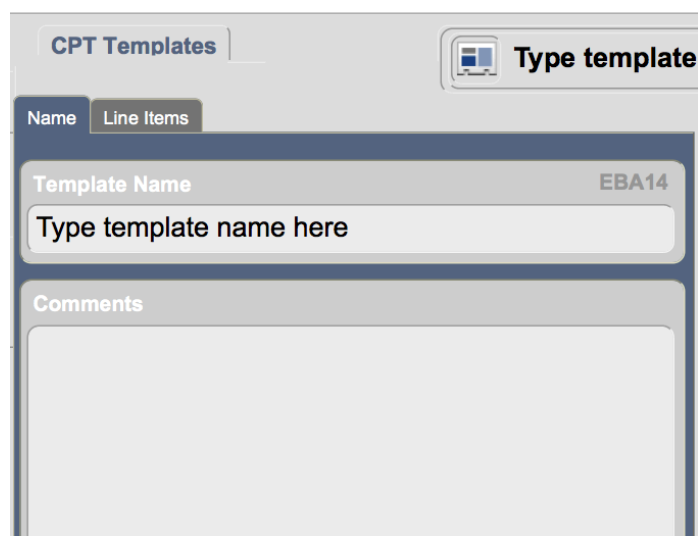 CPT Templates
Type template
Name
Line Items
Template Name
EBA14
Type template name here
Comments